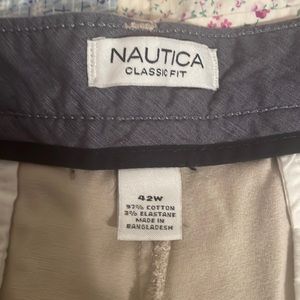 NAUTICA
CLASSIC FIT
42W
97% COTTON
3% ELASTANE
MADE IN
BANGLADESH